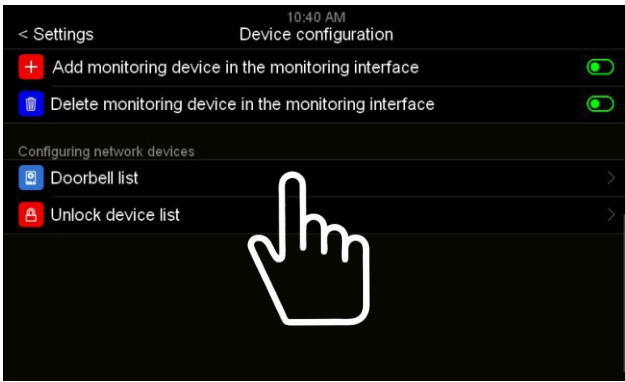 10:40 AM
< Settings Device configuration
Add monitoring device in the monitoring interface
Delete monitoring device in the monitoring interface
Configuring network devices
Doorbell list >
Unlock device list >